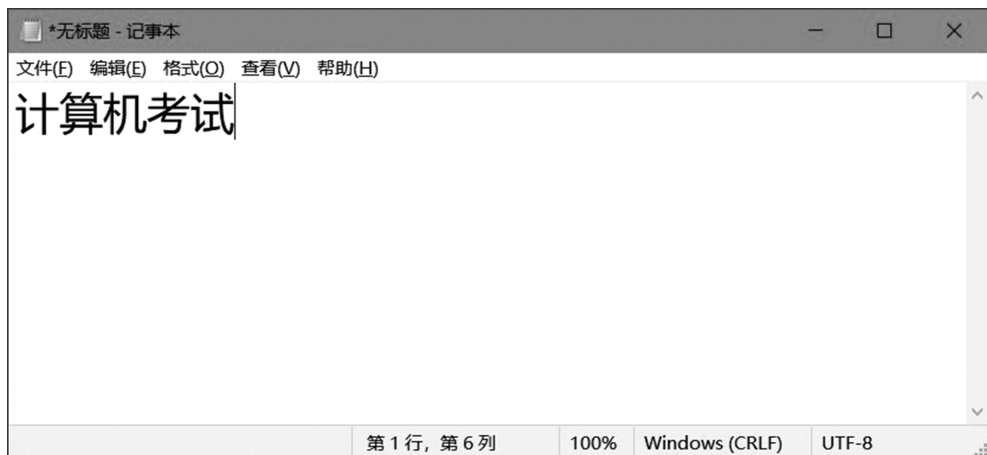 *无标题 - 记事本
文件(F) 编辑(E) 格式(O) 查看(V) 帮助(H)
计算机考试
第 1 行，第 6 列 100% Windows (CRLF) UTF-8